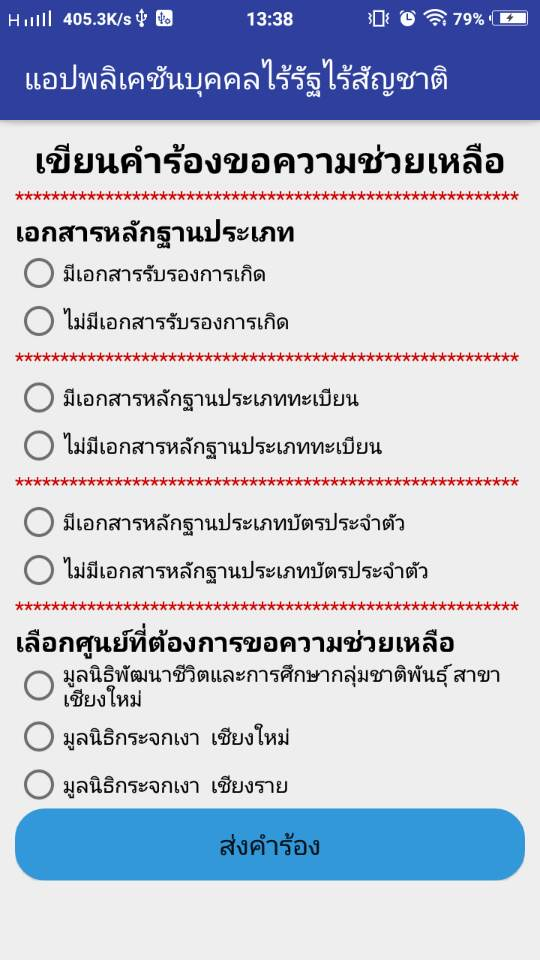 405.3K/s 13:38 79%
แอปพลิเคชันบุคคลไร้รัฐไร้สัญชาติ
เขียนคำร้องขอความช่วยเหลือ
********************************************************
เอกสารหลักฐานประเภท
มีเอกสารรับรองการเกิด
ไม่มีเอกสารรับรองการเกิด
********************************************************
มีเอกสารหลักฐานประเภททะเบียน
ไม่มีเอกสารหลักฐานประเภททะเบียน
********************************************************
มีเอกสารหลักฐานประเภทบัตรประจำตัว
ไม่มีเอกสารหลักฐานประเภทบัตรประจำตัว
********************************************************
เลือกศูนย์ที่ต้องการขอความช่วยเหลือ
มูลนิธิพัฒนาชีวิตและการศึกษากลุ่มชาติพันธุ์ สาขา
เชียงใหม่
มูลนิธิกระจกเงา เชียงใหม่
มูลนิธิกระจกเงา เชียงราย
ส่งคำร้อง